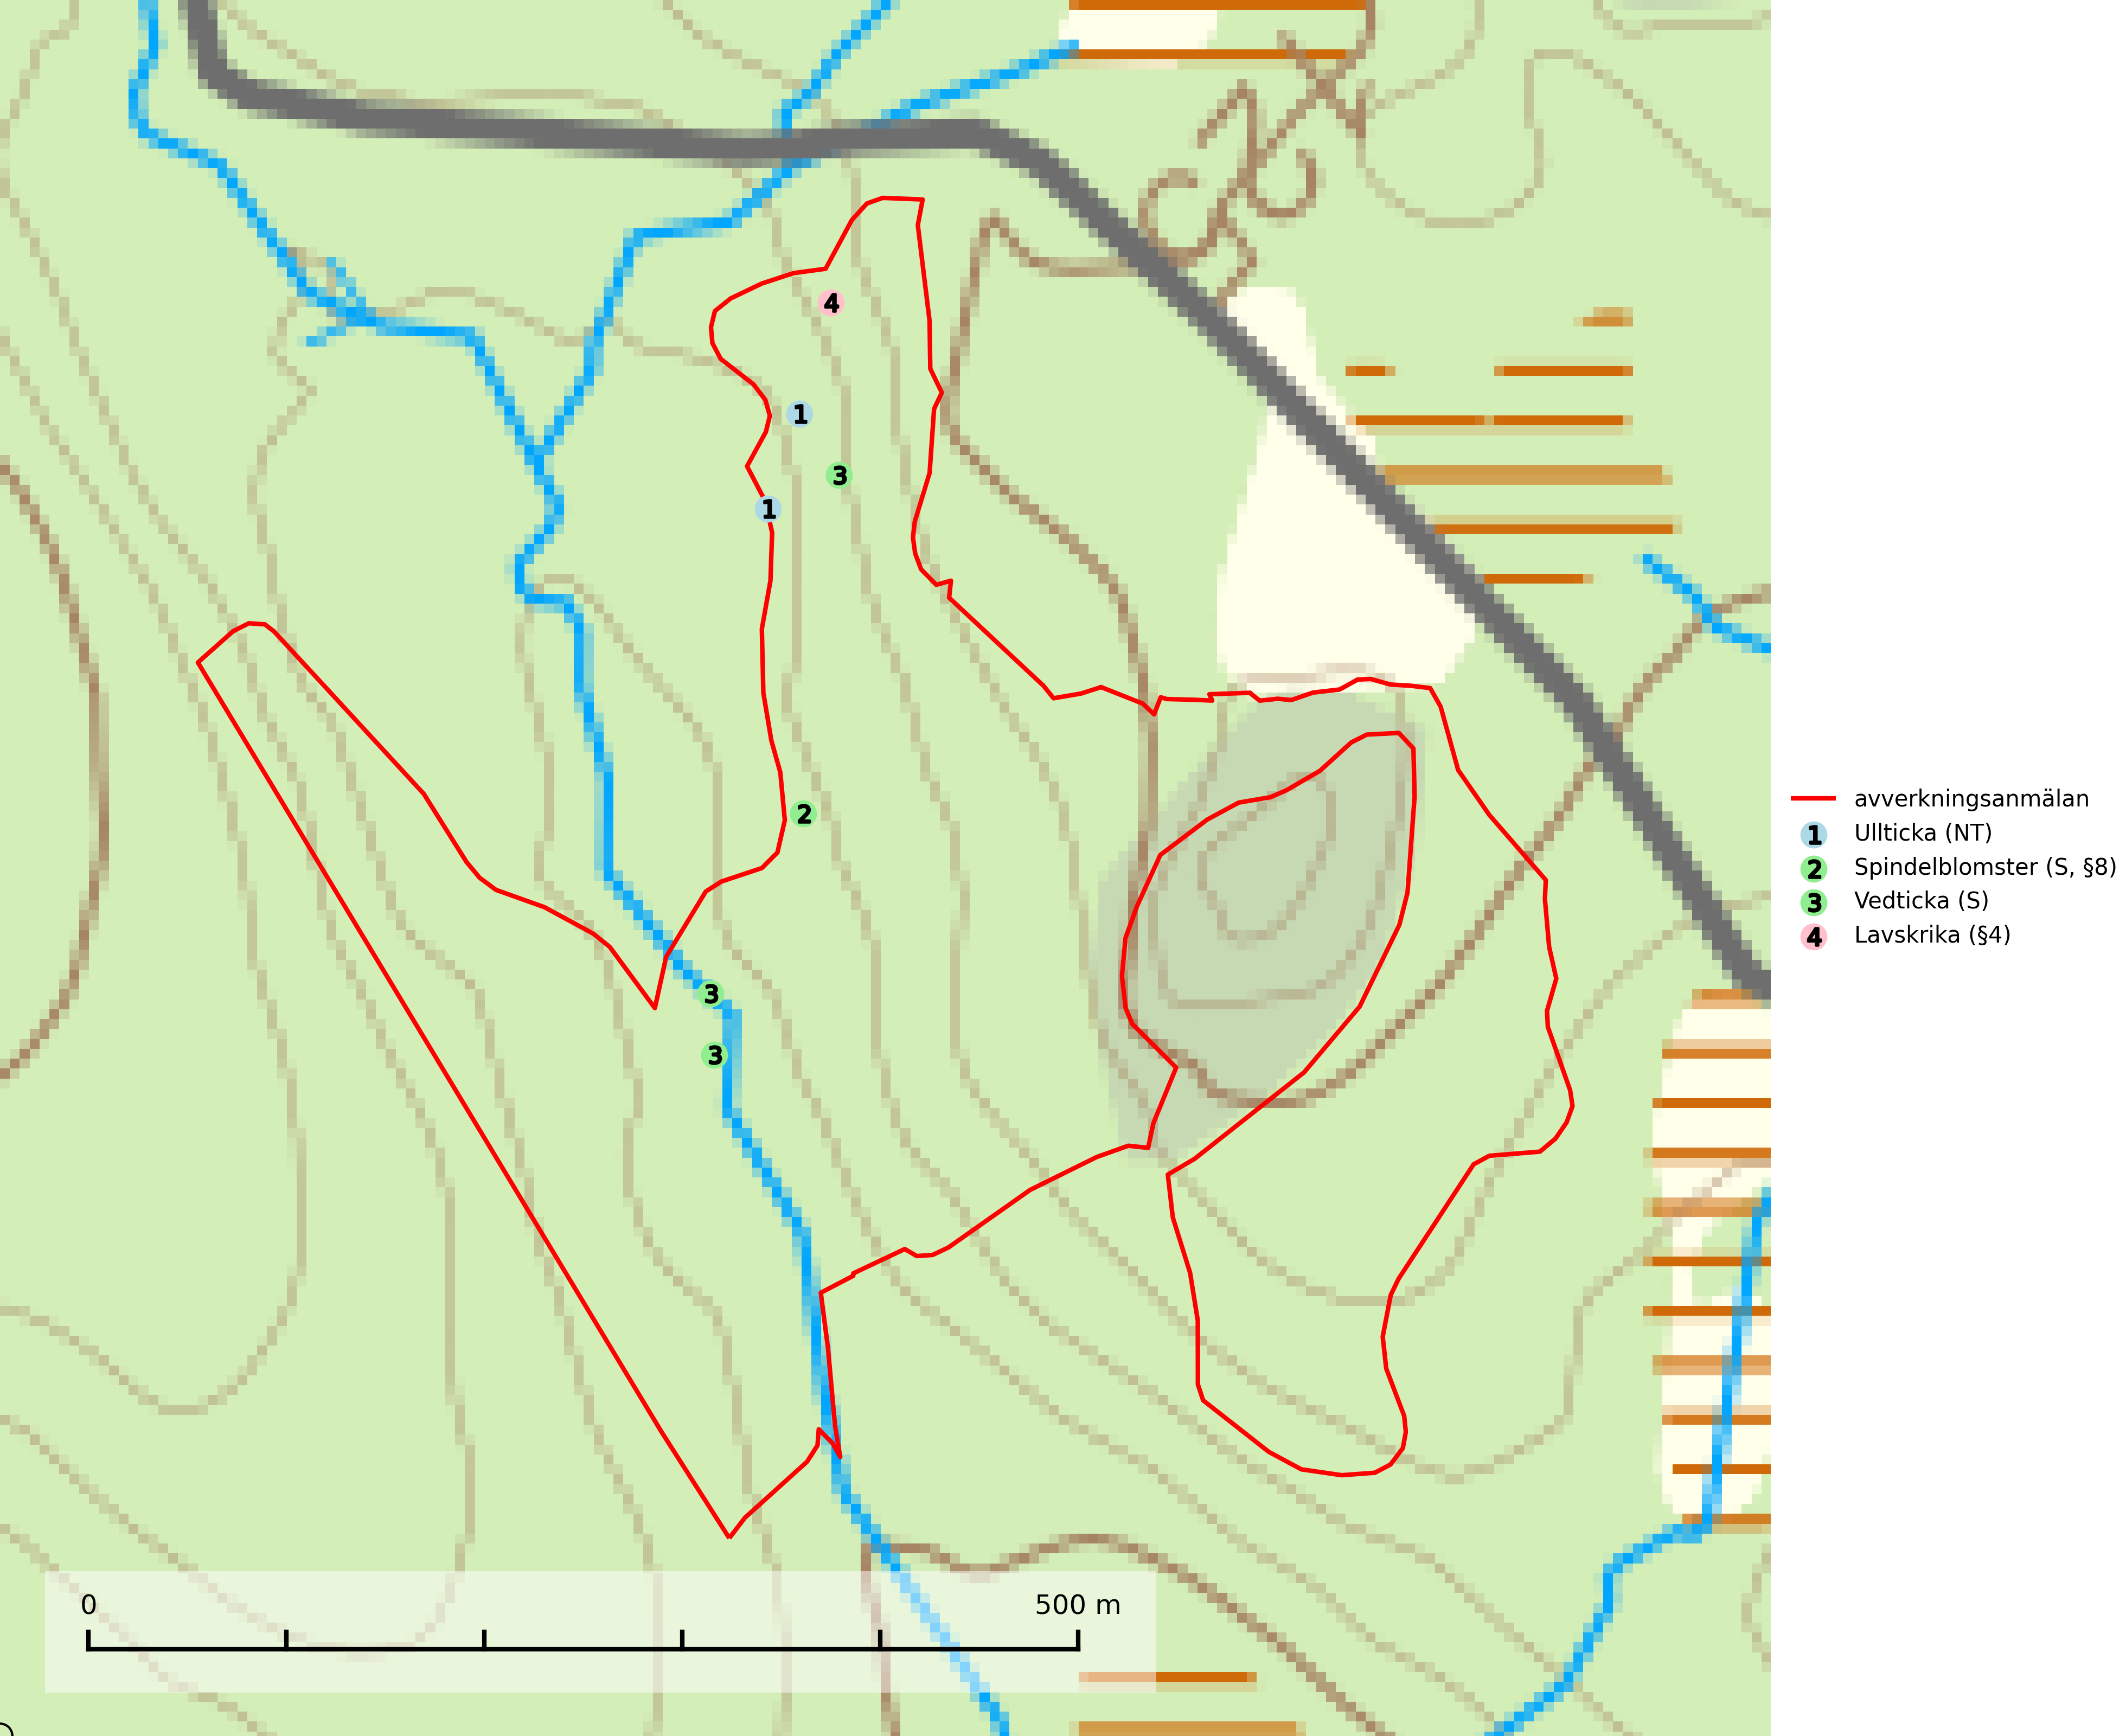 4
1
3
1
2
3
3
0 500 m
avverkningsanmälan
1 Ullticka (NT)
2 Spindelblomster (S, §8)
3 Vedticka (S)
4 Lavskrika (§4)